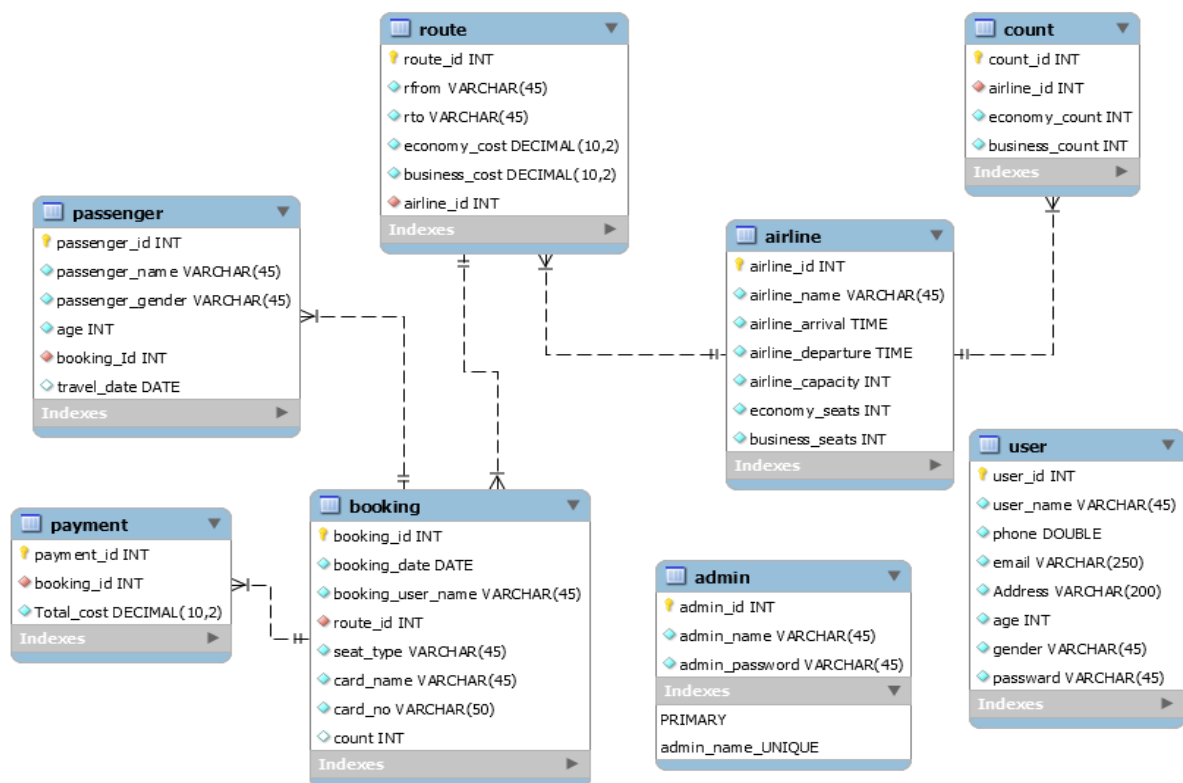 route
route_id INT
rfrom VARCHAR(45)
rto VARCHAR(45)
economy_cost DECIMAL(10,2)
business_cost DECIMAL(10,2)
airline_id INT
Indexes
count
count_id INT
airline_id INT
economy_count INT
business_count INT
Indexes
passenger
passenger_id INT
passenger_name VARCHAR(45)
passenger_gender VARCHAR(45)
age INT
booking_Id INT
travel_date DATE
Indexes
airline
airline_id INT
airline_name VARCHAR(45)
airline_arrival TIME
airline_departure TIME
airline_capacity INT
economy_seats INT
business_seats INT
Indexes
user
user_id INT
user_name VARCHAR(45)
phone DOUBLE
email VARCHAR(250)
Address VARCHAR(200)
age INT
gender VARCHAR(45)
passward VARCHAR(45)
Indexes
payment
payment_id INT
booking_id INT
Total_cost DECIMAL(10,2)
Indexes
booking
booking_id INT
booking_date DATE
booking_user_name VARCHAR(45)
route_id INT
seat_type VARCHAR(45)
card_name VARCHAR(45)
card_no VARCHAR(50)
count INT
Indexes
admin
admin_id INT
admin_name VARCHAR(45)
admin_password VARCHAR(45)
Indexes
PRIMARY
admin_name_UNIQUE